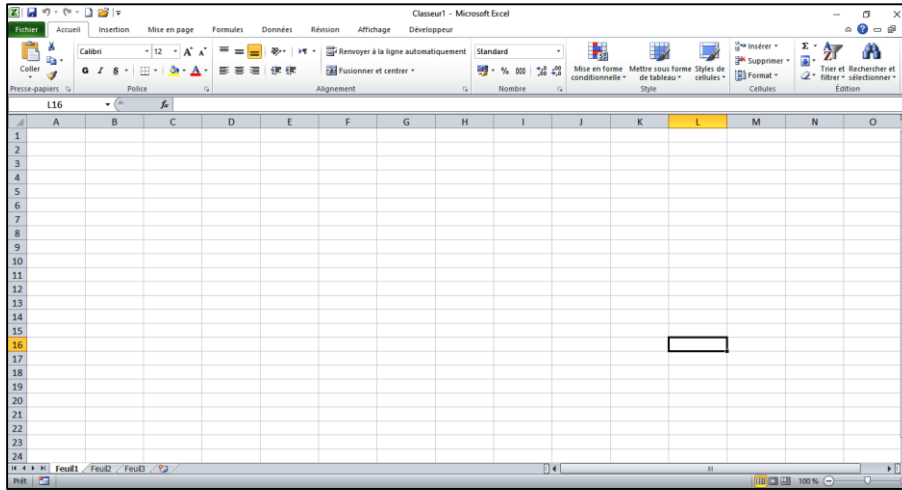 Classeur1 - Microsoft Excel
Fichier Accueil Insertion Mise en page Formules Données Révision Affichage Développeur
Coller
Presse-papiers
Calibri 12 A A
G I S A
Police
Renvoyer à la ligne automatiquement
Fusionner et centrer
Alignement
Standard
% 000
Nombre
Mise en forme conditionnelle
Mettre sous forme de tableau
Styles de cellules
Style
Insérer
Supprimer
Format
Cellules
Σ
Trier et filtrer
Rechercher et sélectionner
Édition
L16 fx
A B C D E F G H I J K L M N O
1
2
3
4
5
6
7
8
9
10
11
12
13
14
15
16
17
18
19
20
21
22
23
24
Feuil1 Feuil2 Feuil3
Prêt 100 %